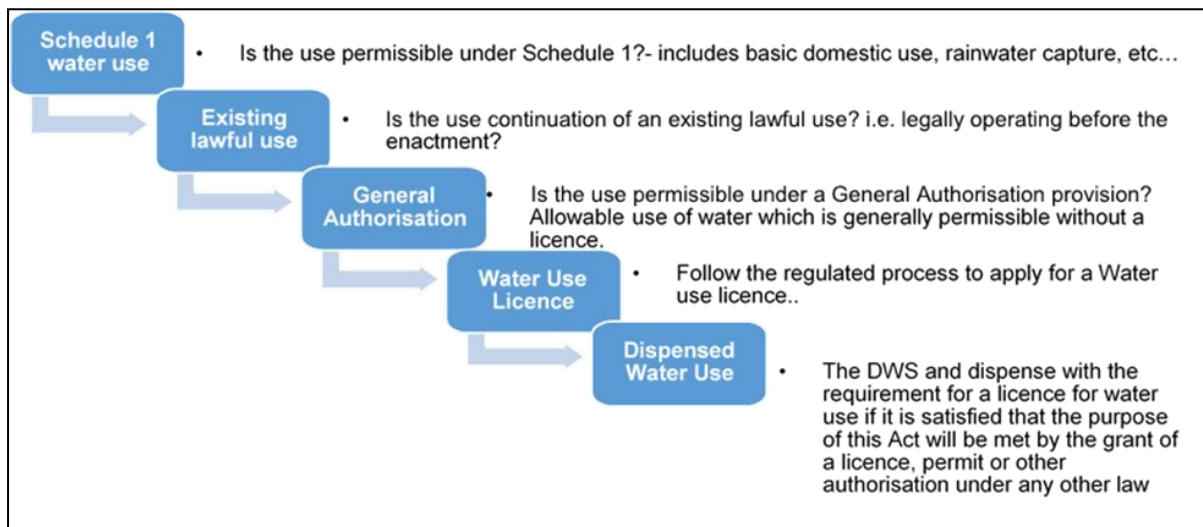 Schedule 1
water use
• Is the use permissible under Schedule 1?- includes basic domestic use, rainwater capture, etc…
Existing
lawful use
• Is the use continuation of an existing lawful use? i.e. legally operating before the
enactment?
General
Authorisation
• Is the use permissible under a General Authorisation provision?
Allowable use of water which is generally permissible without a
licence.
Water Use
Licence
• Follow the regulated process to apply for a Water
use licence..
Dispensed
Water Use
• The DWS and dispense with the
requirement for a licence for water
use if it is satisfied that the purpose
of this Act will be met by the grant of
a licence, permit or other
authorisation under any other law